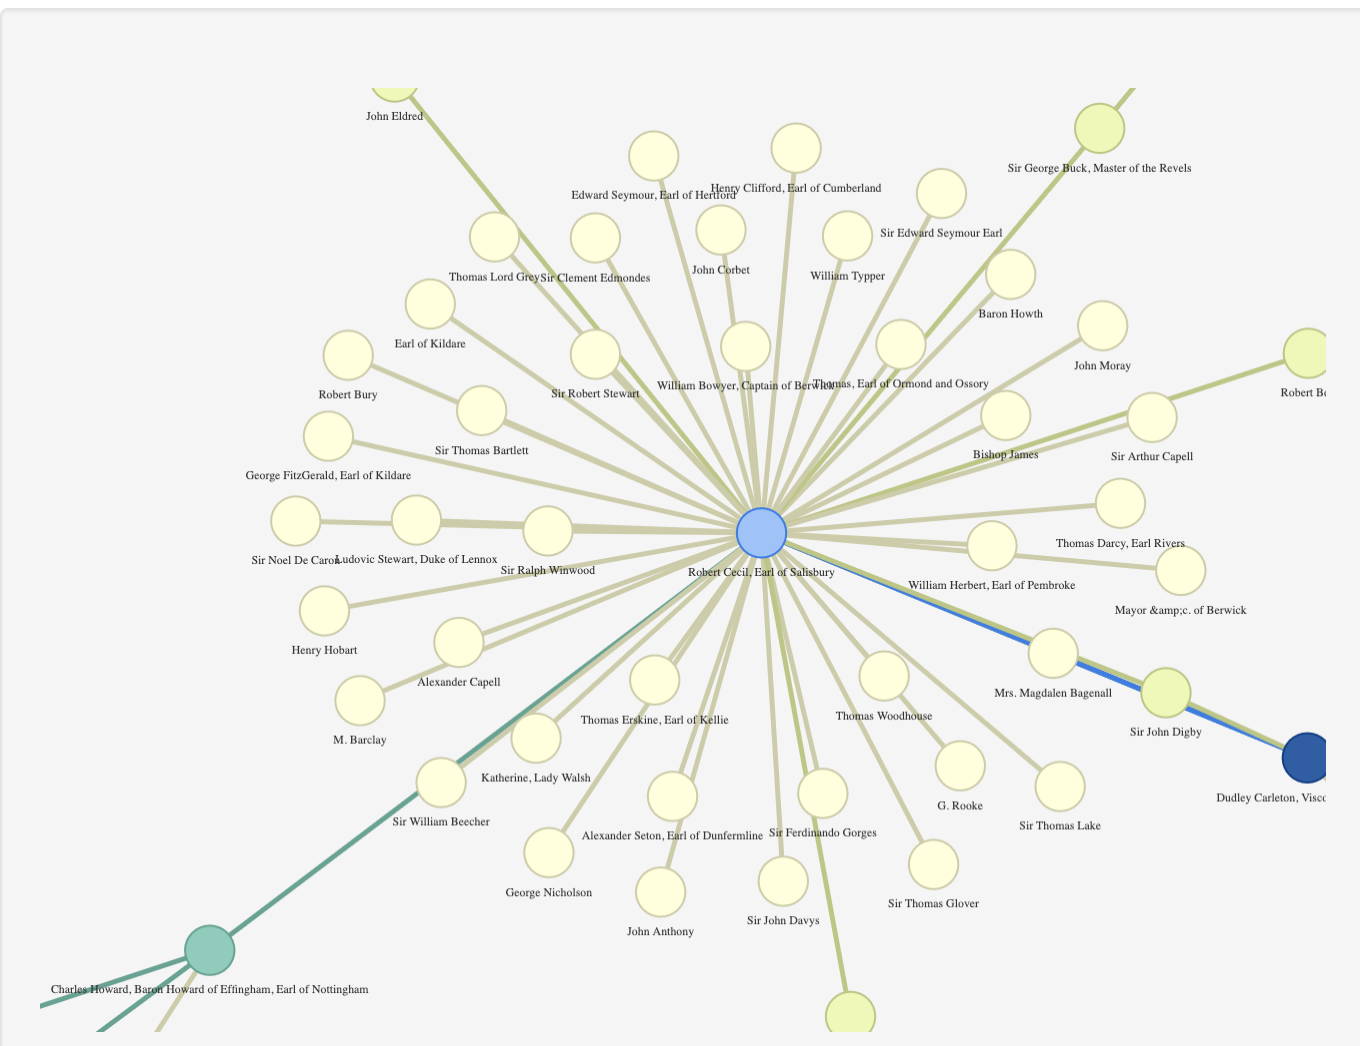 John Eldred
Sir George Buck, Master of the Revels
Henry Clifford, Earl of Cumberland
Edward Seymour, Earl of Hertford
Sir Edward Seymour Earl
John Corbet
William Typper
Thomas Lord Grey
Sir Clement Edmondes
Baron Howth
Earl of Kildare
John Moray
William Bowyer, Captain of Berwick
Thomas, Earl of Ormond and Ossory
Robert Bury
Sir Robert Stewart
Robert Be
Sir Thomas Bartlett
Bishop James
Sir Arthur Capell
George FitzGerald, Earl of Kildare
Thomas Darcy, Earl Rivers
Sir Noel De Caron
Ludovic Stewart, Duke of Lennox
Sir Ralph Winwood
Robert Cecil, Earl of Salisbury
William Herbert, Earl of Pembroke
Mayor &amp;c. of Berwick
Henry Hobart
Alexander Capell
Mrs. Magdalen Bagenall
Thomas Erskine, Earl of Kellie
Thomas Woodhouse
Sir John Digby
M. Barclay
Katherine, Lady Walsh
Dudley Carleton, Visco
G. Rooke
Sir William Beecher
Sir Thomas Lake
Alexander Seton, Earl of Dunfermline
Sir Ferdinando Gorges
George Nicholson
Sir Thomas Glover
Sir John Davys
John Anthony
Charles Howard, Baron Howard of Effingham, Earl of Nottingham